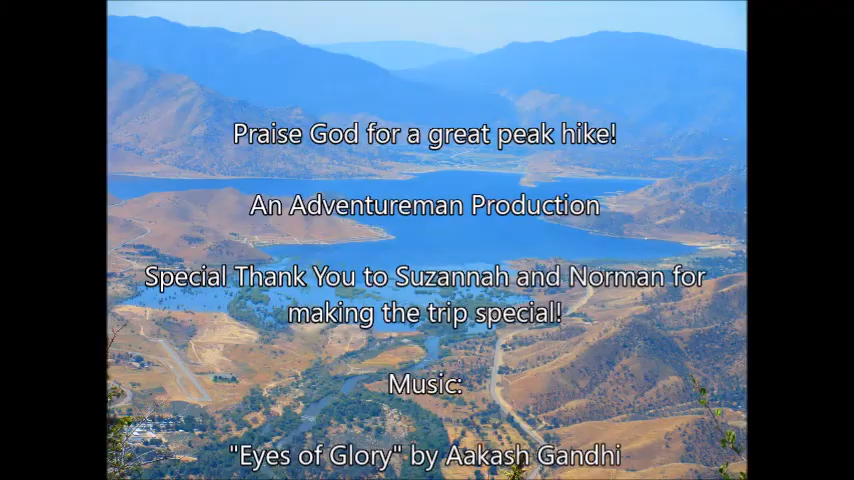 Praise God for a great peak hike!
An Adventureman Production
Special Thank You to Suzannah and Norman for
making the trip special!
Music:
"Eyes of Glory" by Aakash Gandhi